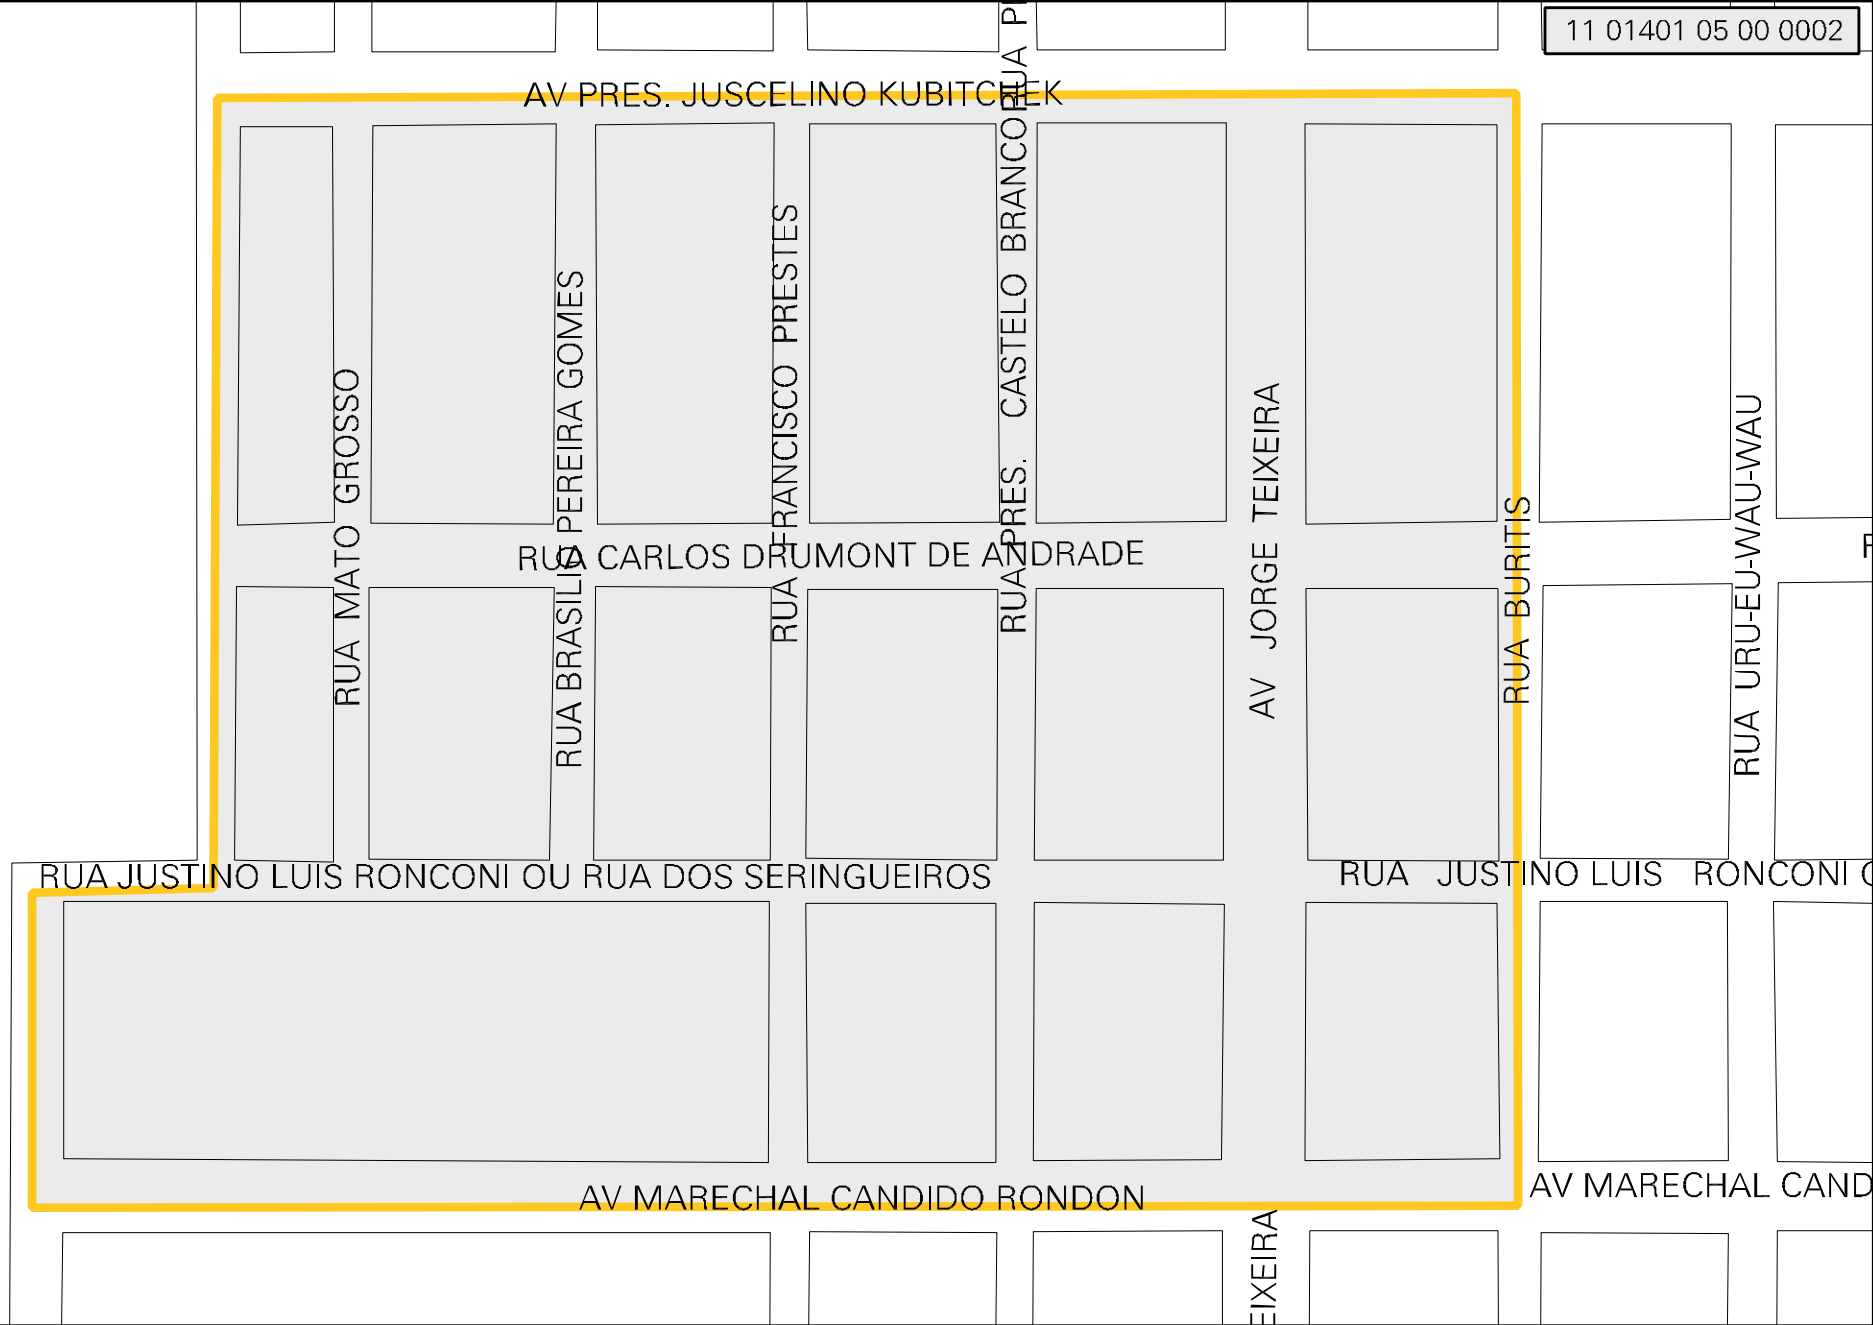 11 01401 05 00 0002
AV PRES. JUSCELINO KUBITCHEK
RUA MATO GROSSO
RUA BRASILIO PEREIRA GOMES
RUA FRANCISCO PRESTES
RUA PRES. CASTELO BRANCO
RUA
AV JORGE TEIXEIRA
RUA BURITIS
RUA URU-EU-WAU-WAU
RUA CARLOS DRUMONT DE ANDRADE
RUA JUSTINO LUIS RONCONI OU RUA DOS SERINGUEIROS
RUA JUSTINO LUIS RONCONI
AV MARECHAL CANDIDO RONDON
AV MARECHAL CAND
EIXEIRA